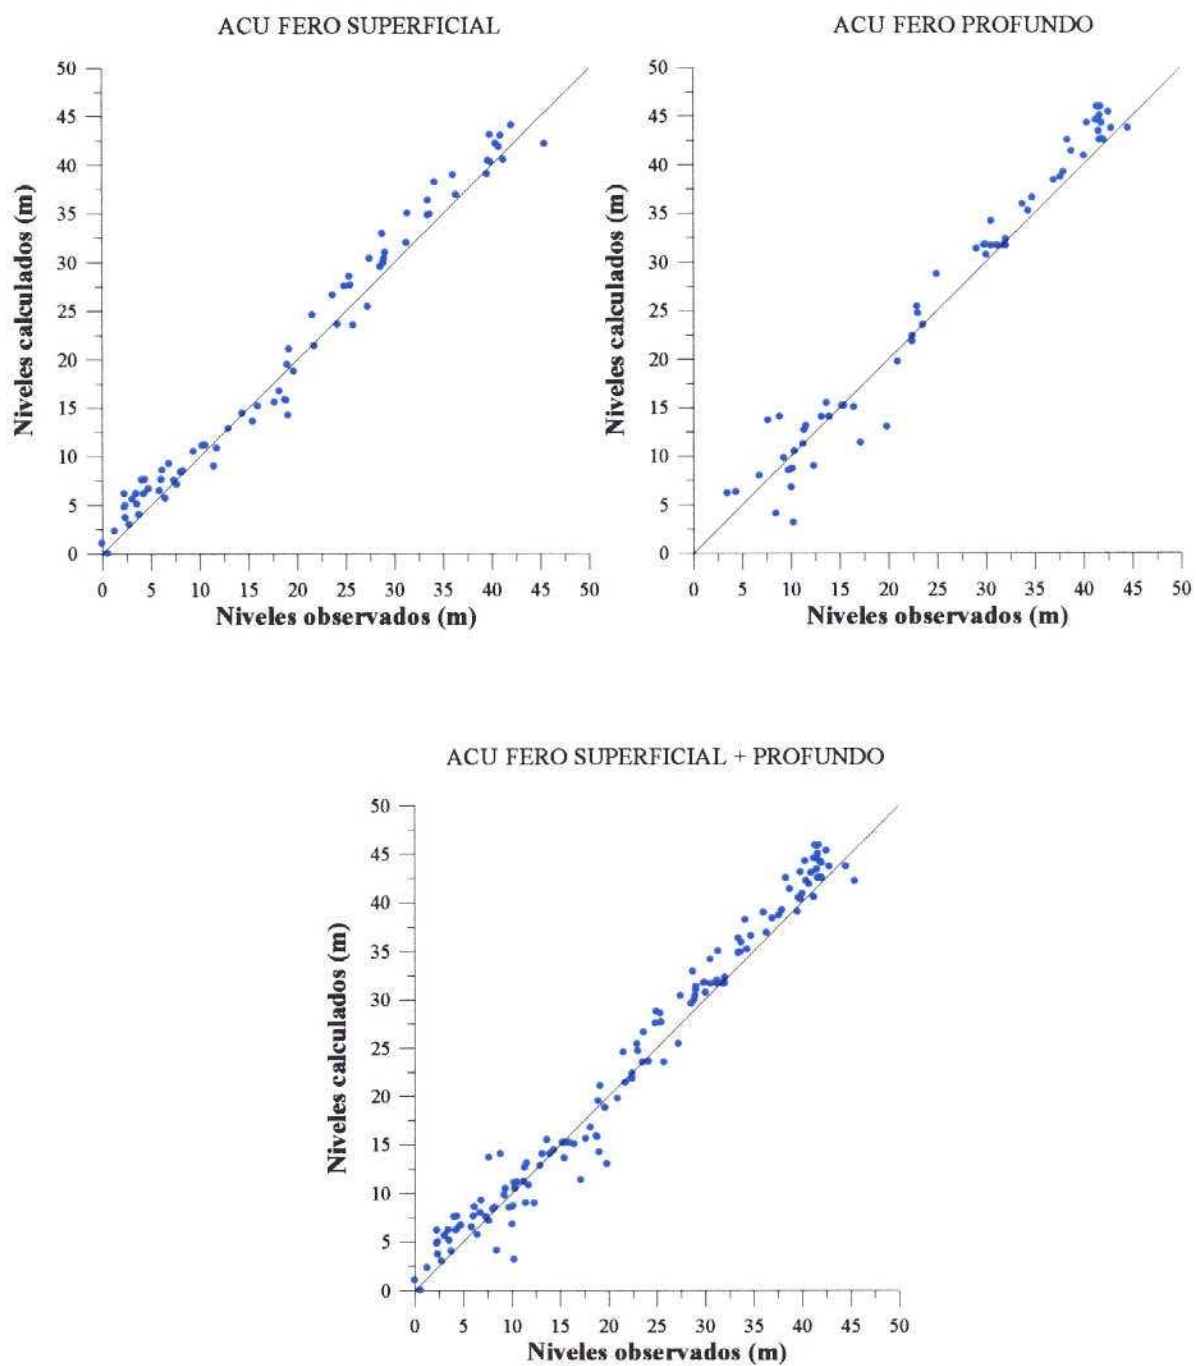 ACU FERO SUPERFICIAL
50
45
40
35
30
25
20
15
10
5
0
Niveles calculados (m)
0 5 10 15 20 25 30 35 40 45 50
Niveles observados (m)
ACU FERO PROFUNDO
50
45
40
35
30
25
20
15
10
5
0
Niveles calculados (m)
0 5 10 15 20 25 30 35 40 45 50
Niveles observados (m)
ACU FERO SUPERFICIAL + PROFUNDO
50
45
40
35
30
25
20
15
10
5
0
Niveles calculados (m)
0 5 10 15 20 25 30 35 40 45 50
Niveles observados (m)